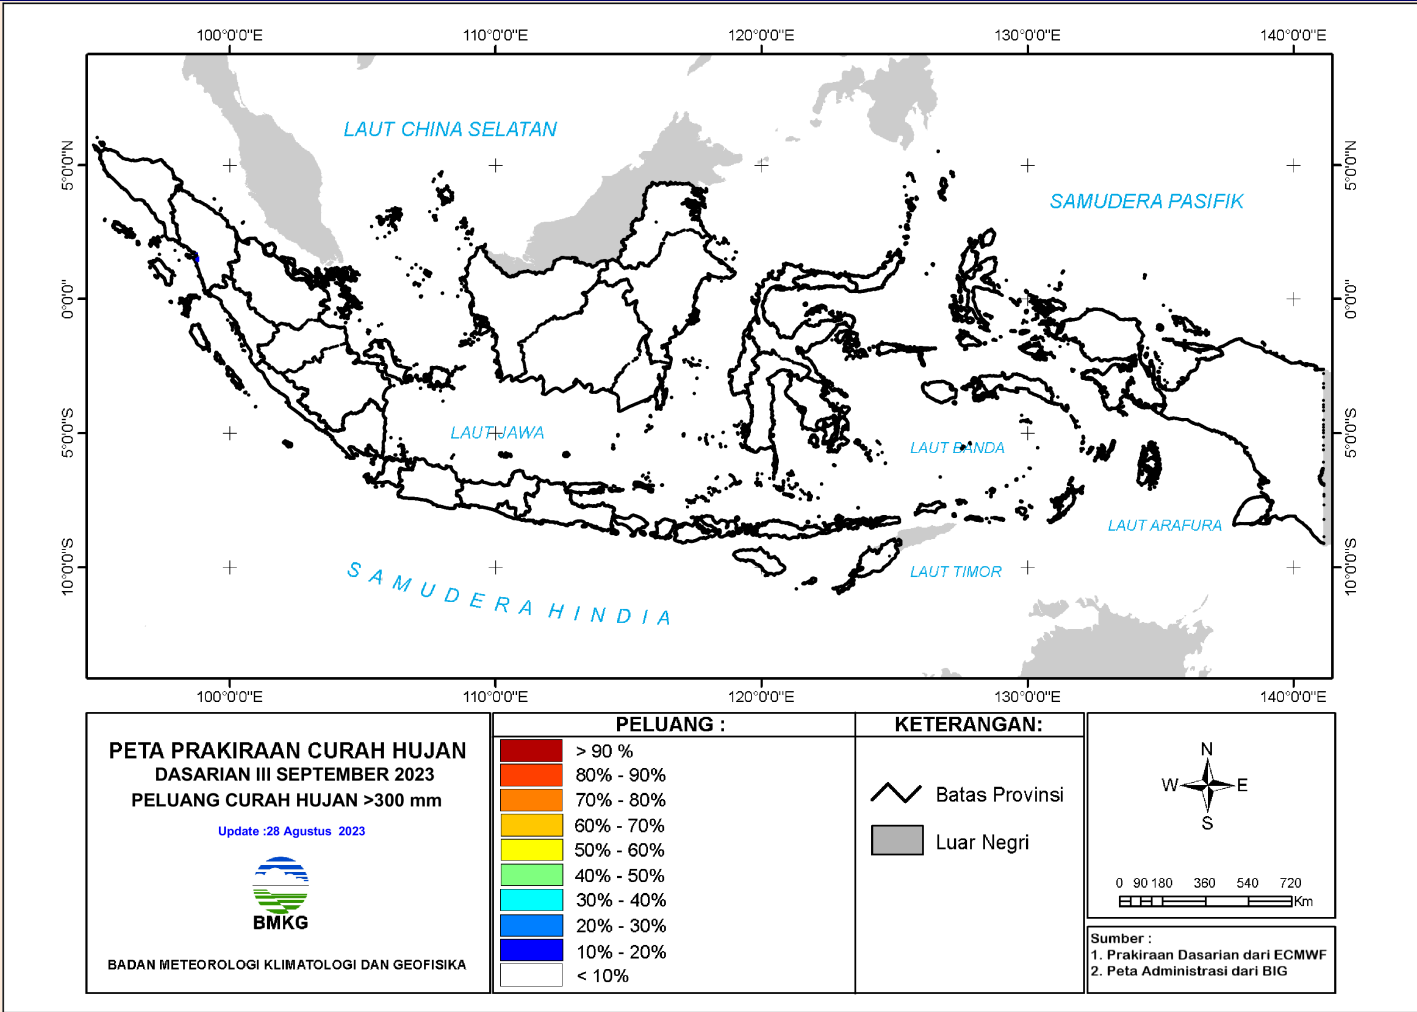 100°0'0"E 110°0'0"E 120°0'0"E 130°0'0"E 140°0'0"E
LAUT CHINA SELATAN
5°0'0"N 5°0'0"N
SAMUDERA PASIFIK
0°0'0" 0°0'0"
LAUT JAWA
5°0'0"S 5°0'0"S
LAUT BANDA
LAUT ARAFURA
10°0'0"S 10°0'0"S
LAUT TIMOR
SAMUDERA HINDIA
100°0'0"E 110°0'0"E 120°0'0"E 130°0'0"E 140°0'0"E
PETA PRAKIRAAN CURAH HUJAN
DASARIAN III SEPTEMBER 2023
PELUANG CURAH HUJAN >300 mm
Update :28 Agustus 2023
BMKG
BADAN METEOROLOGI KLIMATOLOGI DAN GEOFISIKA
PELUANG :
> 90 %
80% - 90%
70% - 80%
60% - 70%
50% - 60%
40% - 50%
30% - 40%
20% - 30%
10% - 20%
< 10%
KETERANGAN:
Batas Provinsi
Luar Negri
N
W E
S
0 90 180 360 540 720
Km
Sumber :
1. Prakiraan Dasarian dari ECMWF
2. Peta Administrasi dari BIG